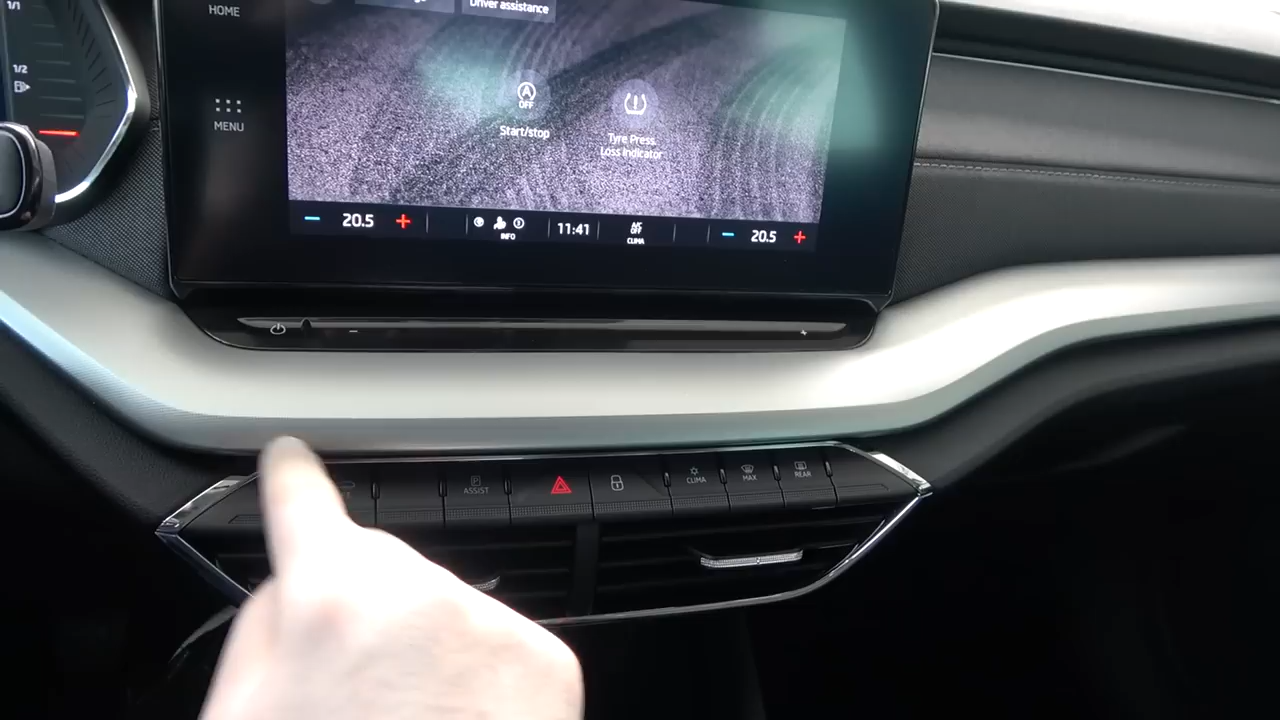 1/1
HOME
Driver assistance
1/2
MENU
OFF
Start/stop
Tyre Press.
Loss Indicator
20.5
INFO
11:41
A/C
OFF
CLIMA
20.5
P
ASSIST
CLIMA
MAX
REAR